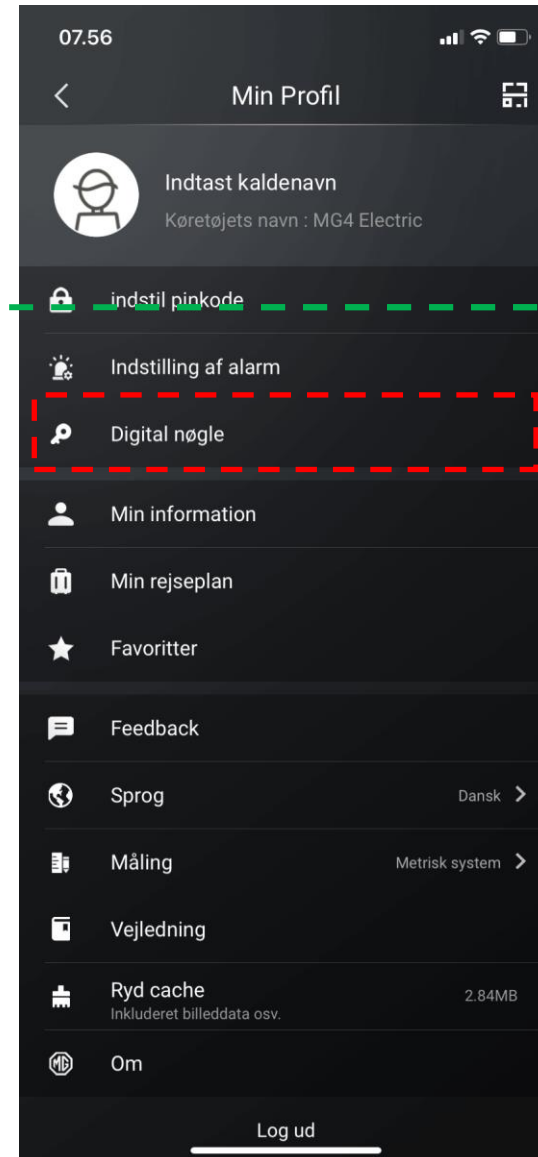 07.56
Min Profil
Indtast kaldenavn
Køretøjets navn : MG4 Electric
indstil pinkode
Indstilling af alarm
Digital nøgle
Min information
Min rejseplan
Favoritter
Feedback
Sprog Dansk
Måling Metrisk system
Vejledning
Ryd cache 2.84MB
Inkluderet billeddata osv.
MG Om
Log ud